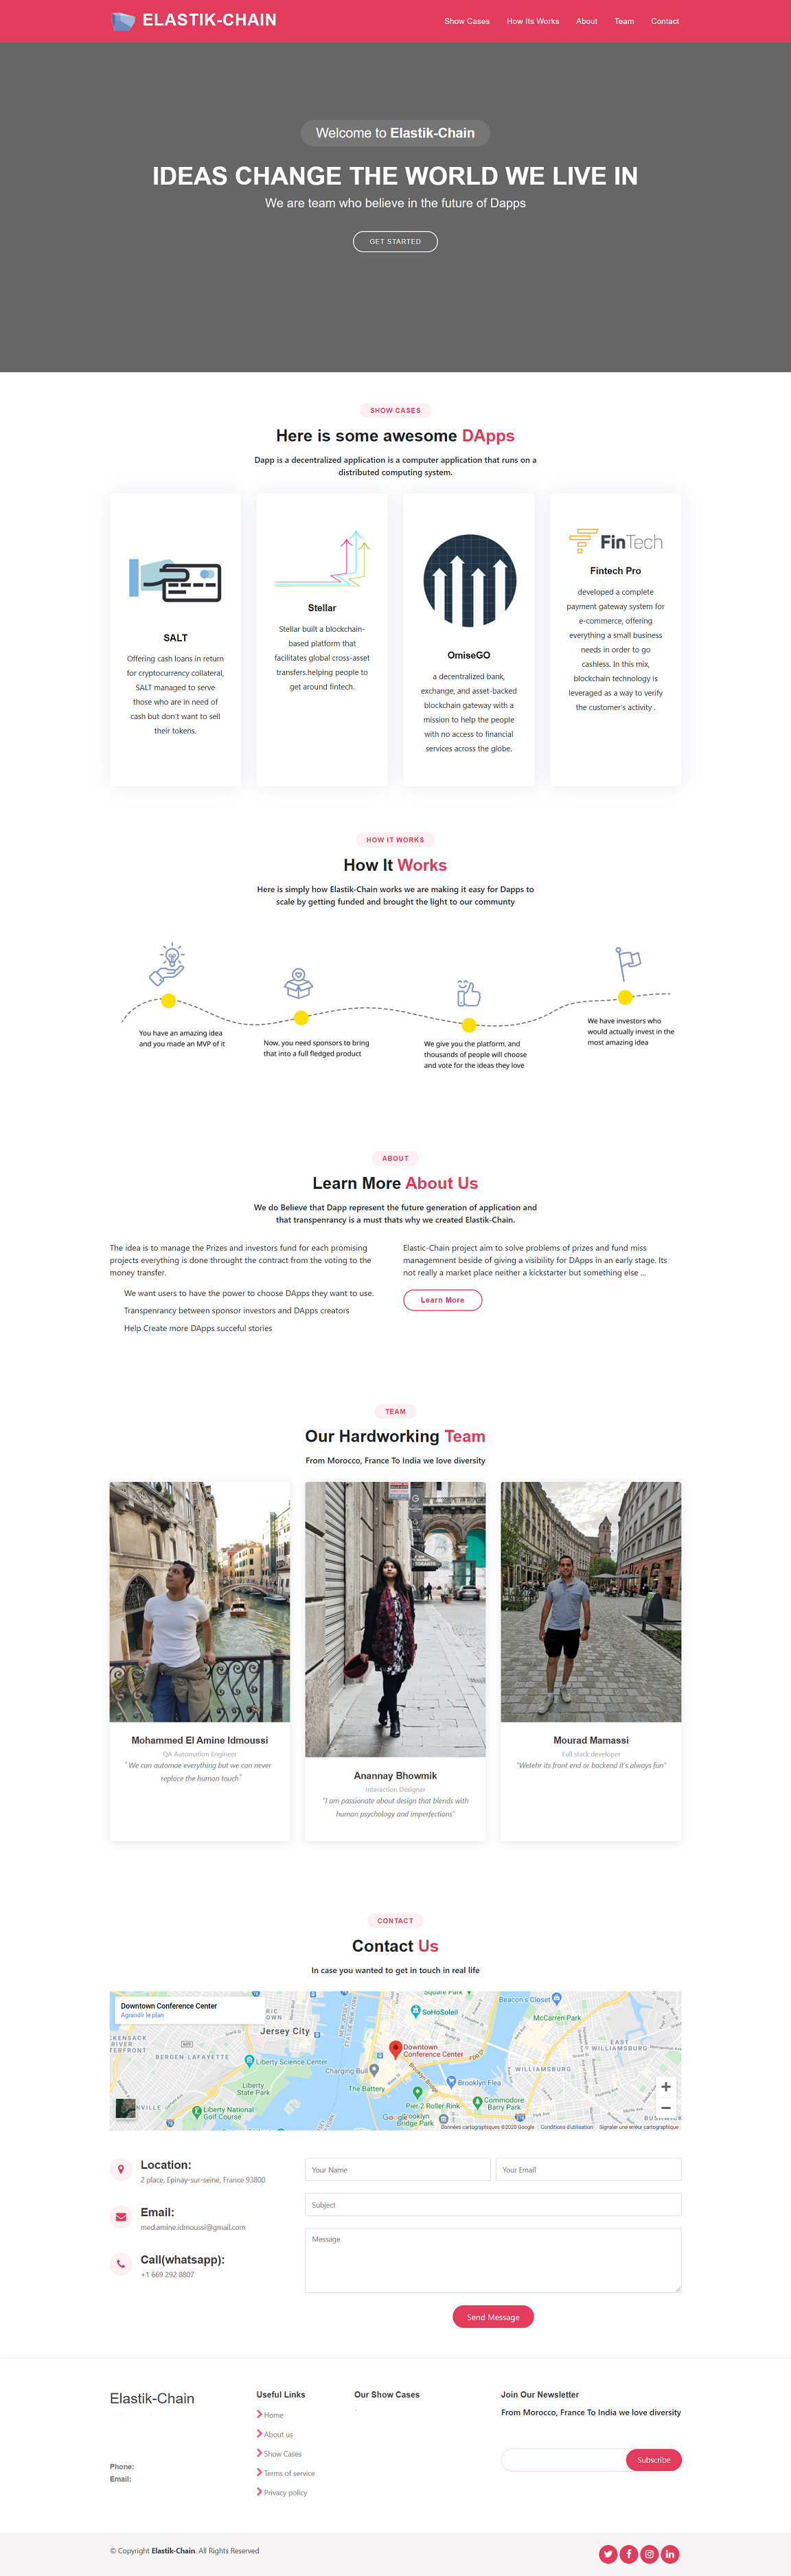 ELASTIK-CHAIN
Show Cases
How Its Works
About
Team
Contact
Welcome to Elastik-Chain
IDEAS CHANGE THE WORLD WE LIVE IN
We are team who believe in the future of Dapps
GET STARTED
SHOW CASES
Here is some awesome DApps
Dapp is a decentralized application is a computer application that runs on a
distributed computing system.
SALT
Offering cash loans in return
for cryptocurrency collateral,
SALT managed to serve
those who are in need of
cash but don't want to sell
their tokens.
Stellar
Stellar built a blockchain-
based platform that
facilitates global cross-asset
transfers.helping people to
get around fintech.
OmiseGO
a decentralized bank,
exchange, and asset-backed
blockchain gateway with a
mission to help the people
with no access to financial
services across the globe.
FinTech
Fintech Pro
developed a complete
payment gateway system for
e-commerce, offering
everything a small business
needs in order to go
cashless. In this mix,
blockchain technology is
leveraged as a way to verify
the customer's activity .
HOW IT WORKS
How It Works
Here is simply how Elastik-Chain works we are making it easy for Dapps to
scale by getting funded and brought the light to our communty
You have an amazing idea
and you made an MVP of it
Now, you need sponsors to bring
that into a full fledged product
We give you the platform, and
thousands of people will choose
and vote for the ideas they love
We have investors who
would actually invest in the
most amazing idea
ABOUT
Learn More About Us
We do Believe that Dapp represent the future generation of application and
that transpenrancy is a must thats why we created Elastik-Chain.
The idea is to manage the Prizes and investors fund for each promising
projects everything is done throught the contract from the voting to the
money transfer.
We want users to have the power to choose DApps they want to use.
Transpenrancy between sponsor investors and DApps creators
Help Create more DApps succeful stories
Elastic-Chain project aim to solve problems of prizes and fund miss
managemnent beside of giving a visibility for DApps in an early stage. Its
not really a market place neither a kickstarter but something else ...
Learn More
TEAM
Our Hardworking Team
From Morocco, France To India we love diversity
Mohammed El Amine Idmoussi
QA Automation Engineer
" We can automae everything but we can never
replace the human touch"
Anannay Bhowmik
Interaction Designer
"I am passionate about design that blends with
human psychology and imperfections"
Mourad Mamassi
Full stack developer
"Wetehr its front end or backend it's always fun"
CONTACT
Contact Us
In case you wanted to get in touch in real life
Downtown Conference Center
Agrandir le plan
Jersey City
BERGEN-LAFAYETTE
Liberty Science Center
Liberty
State Park
Liberty National
Golf Course
Charging Bull
The Battery
SoHoSoleil
Downtown
Conference Center
Brooklyn Flea
Pier 2 Roller Rink
Brooklyn
Bridge Park
Commodore
Barry Park
Beacon's Closet
McCarren Park
EAST
WILLIAMSBURG
WILLIAMSBURG
Google
Données cartographiques ©2020 Google
Conditions d'utilisation
Signaler une erreur cartographique
Location:
2 place, Epinay-sur-seine, France 93800
Email:
med.amine.idmoussi@gmail.com
Call(whatsapp):
+1 669 292 8807
Your Name
Your Email
Subject
Message
Send Message
Elastik-Chain
Phone:
Email:
Useful Links
Home
About us
Show Cases
Terms of service
Privacy policy
Our Show Cases
Join Our Newsletter
From Morocco, France To India we love diversity
Subscribe
© Copyright Elastik-Chain. All Rights Reserved